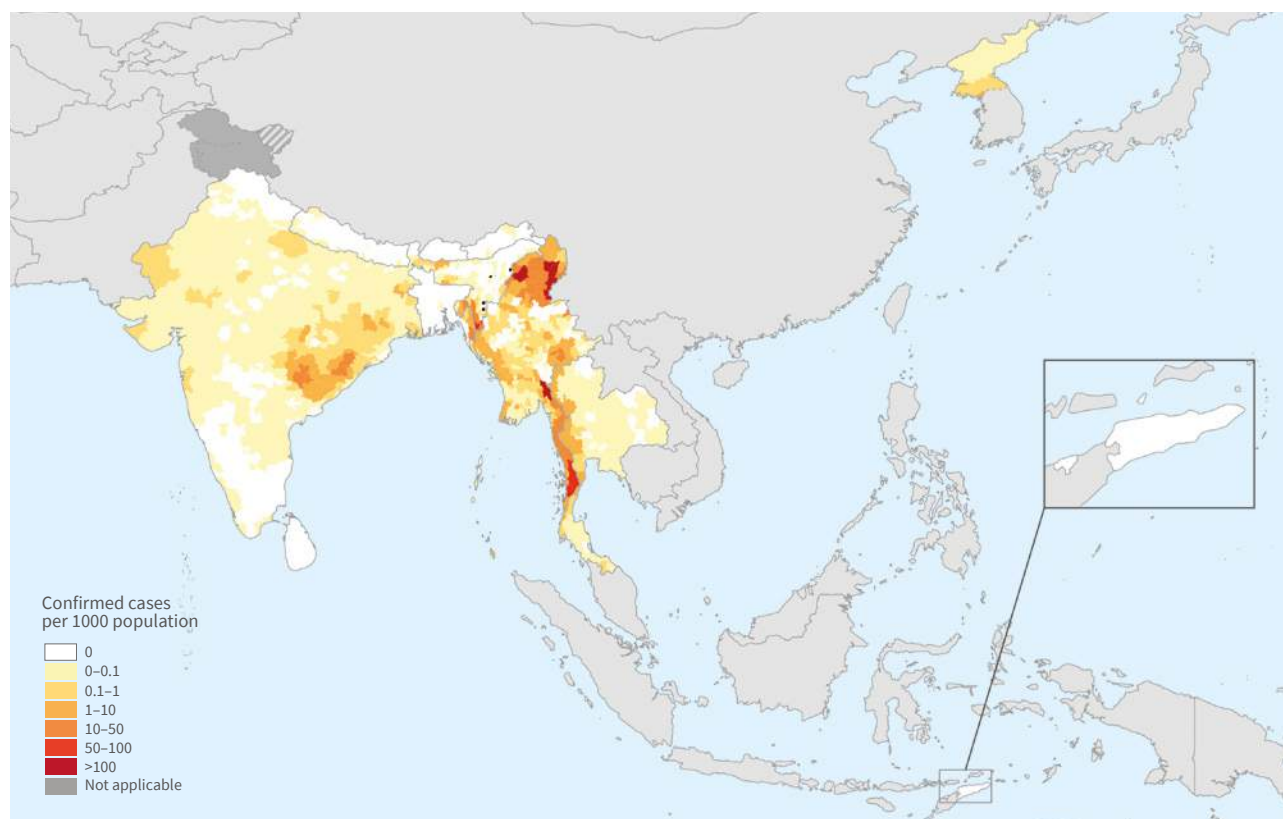 Confirmed cases
per 1000 population
0
0–0.1
0.1–1
1–10
10–50
50–100
>100
Not applicable